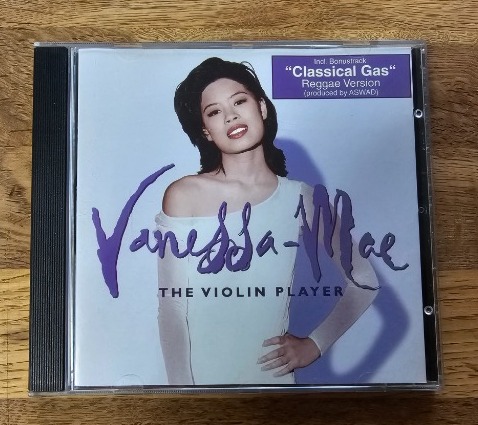 Incl. Bonustrack
"Classical Gas"
Reggae Version
(produced by ASWAD)
Vanessa-Mae
THE VIOLIN PLAYER